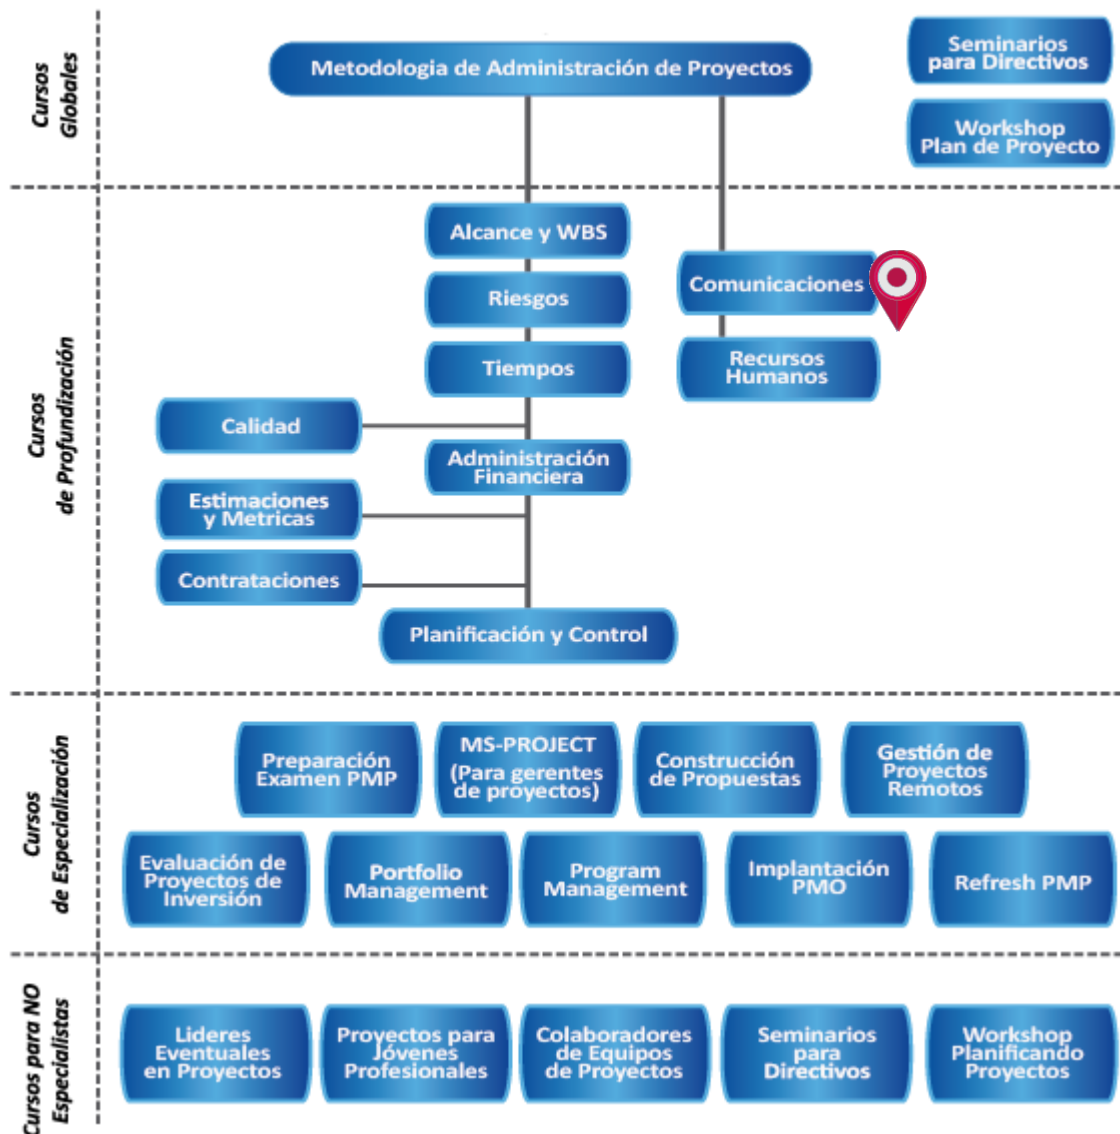 Cursos
Globales
Metodologia de Administración de Proyectos
Seminarios
para Directivos
Workshop
Plan de Proyecto
Cursos
de Profundización
Alcance y WBS
Riesgos
Tiempos
Calidad
Administración
Financiera
Estimaciones
y Metricas
Contrataciones
Planificación y Control
Comunicaciones
Recursos
Humanos
Cursos
de Especialización
Preparación
Examen PMP
MS-PROJECT
(Para gerentes
de proyectos)
Construcción
de Propuestas
Gestión de
Proyectos
Remotos
Evaluación de
Proyectos de
Inversión
Portfolio
Management
Program
Management
Implantación
PMO
Refresh PMP
Cursos para NO
Especialistas
Lideres
Eventuales
en Proyectos
Proyectos para
Jóvenes
Profesionales
Colaboradores
de Equipos
de Proyectos
Seminarios
para
Directivos
Workshop
Planificando
Proyectos